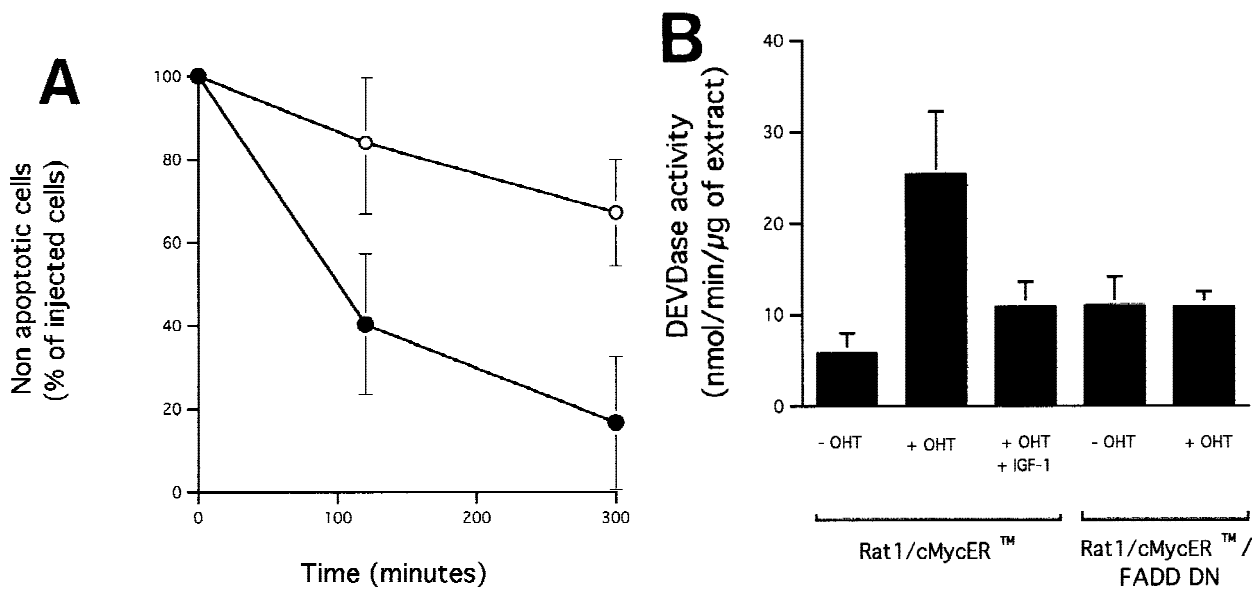 A
Non apoptotic cells
(% of injected cells)
100
80
60
40
20
0
0 100 200 300
Time (minutes)
B
DEVDase activity
(nmol/min/µg of extract)
40
30
20
10
0
- OHT + OHT + OHT - OHT + OHT
+ IGF-1
Rat1/cMycER TM Rat1/cMycER TM /
FADD DN